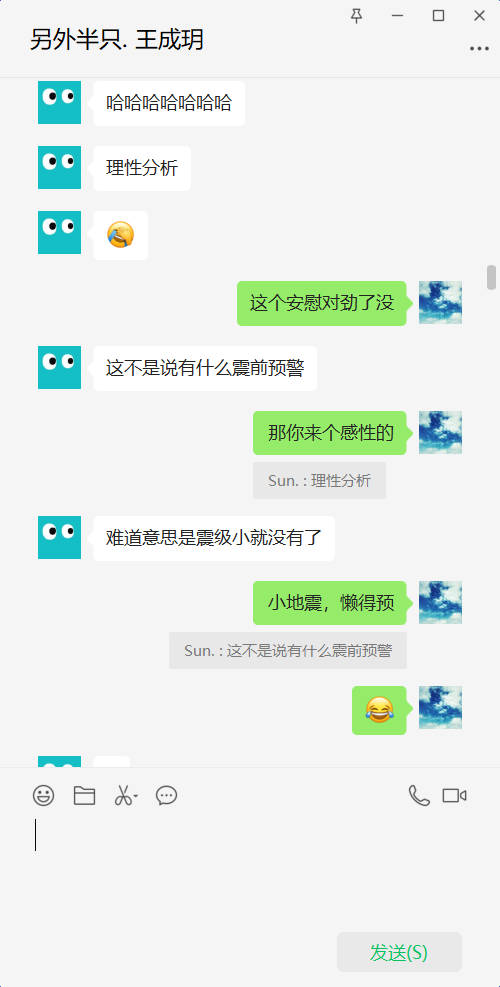 另外半只. 王成玥
哈哈哈哈哈哈哈
理性分析
这个安慰对劲了没
这不是说有什么震前预警
那你来个感性的
Sun. : 理性分析
难道意思是震级小就没有了
小地震，懒得预
Sun. : 这不是说有什么震前预警
发送(S)